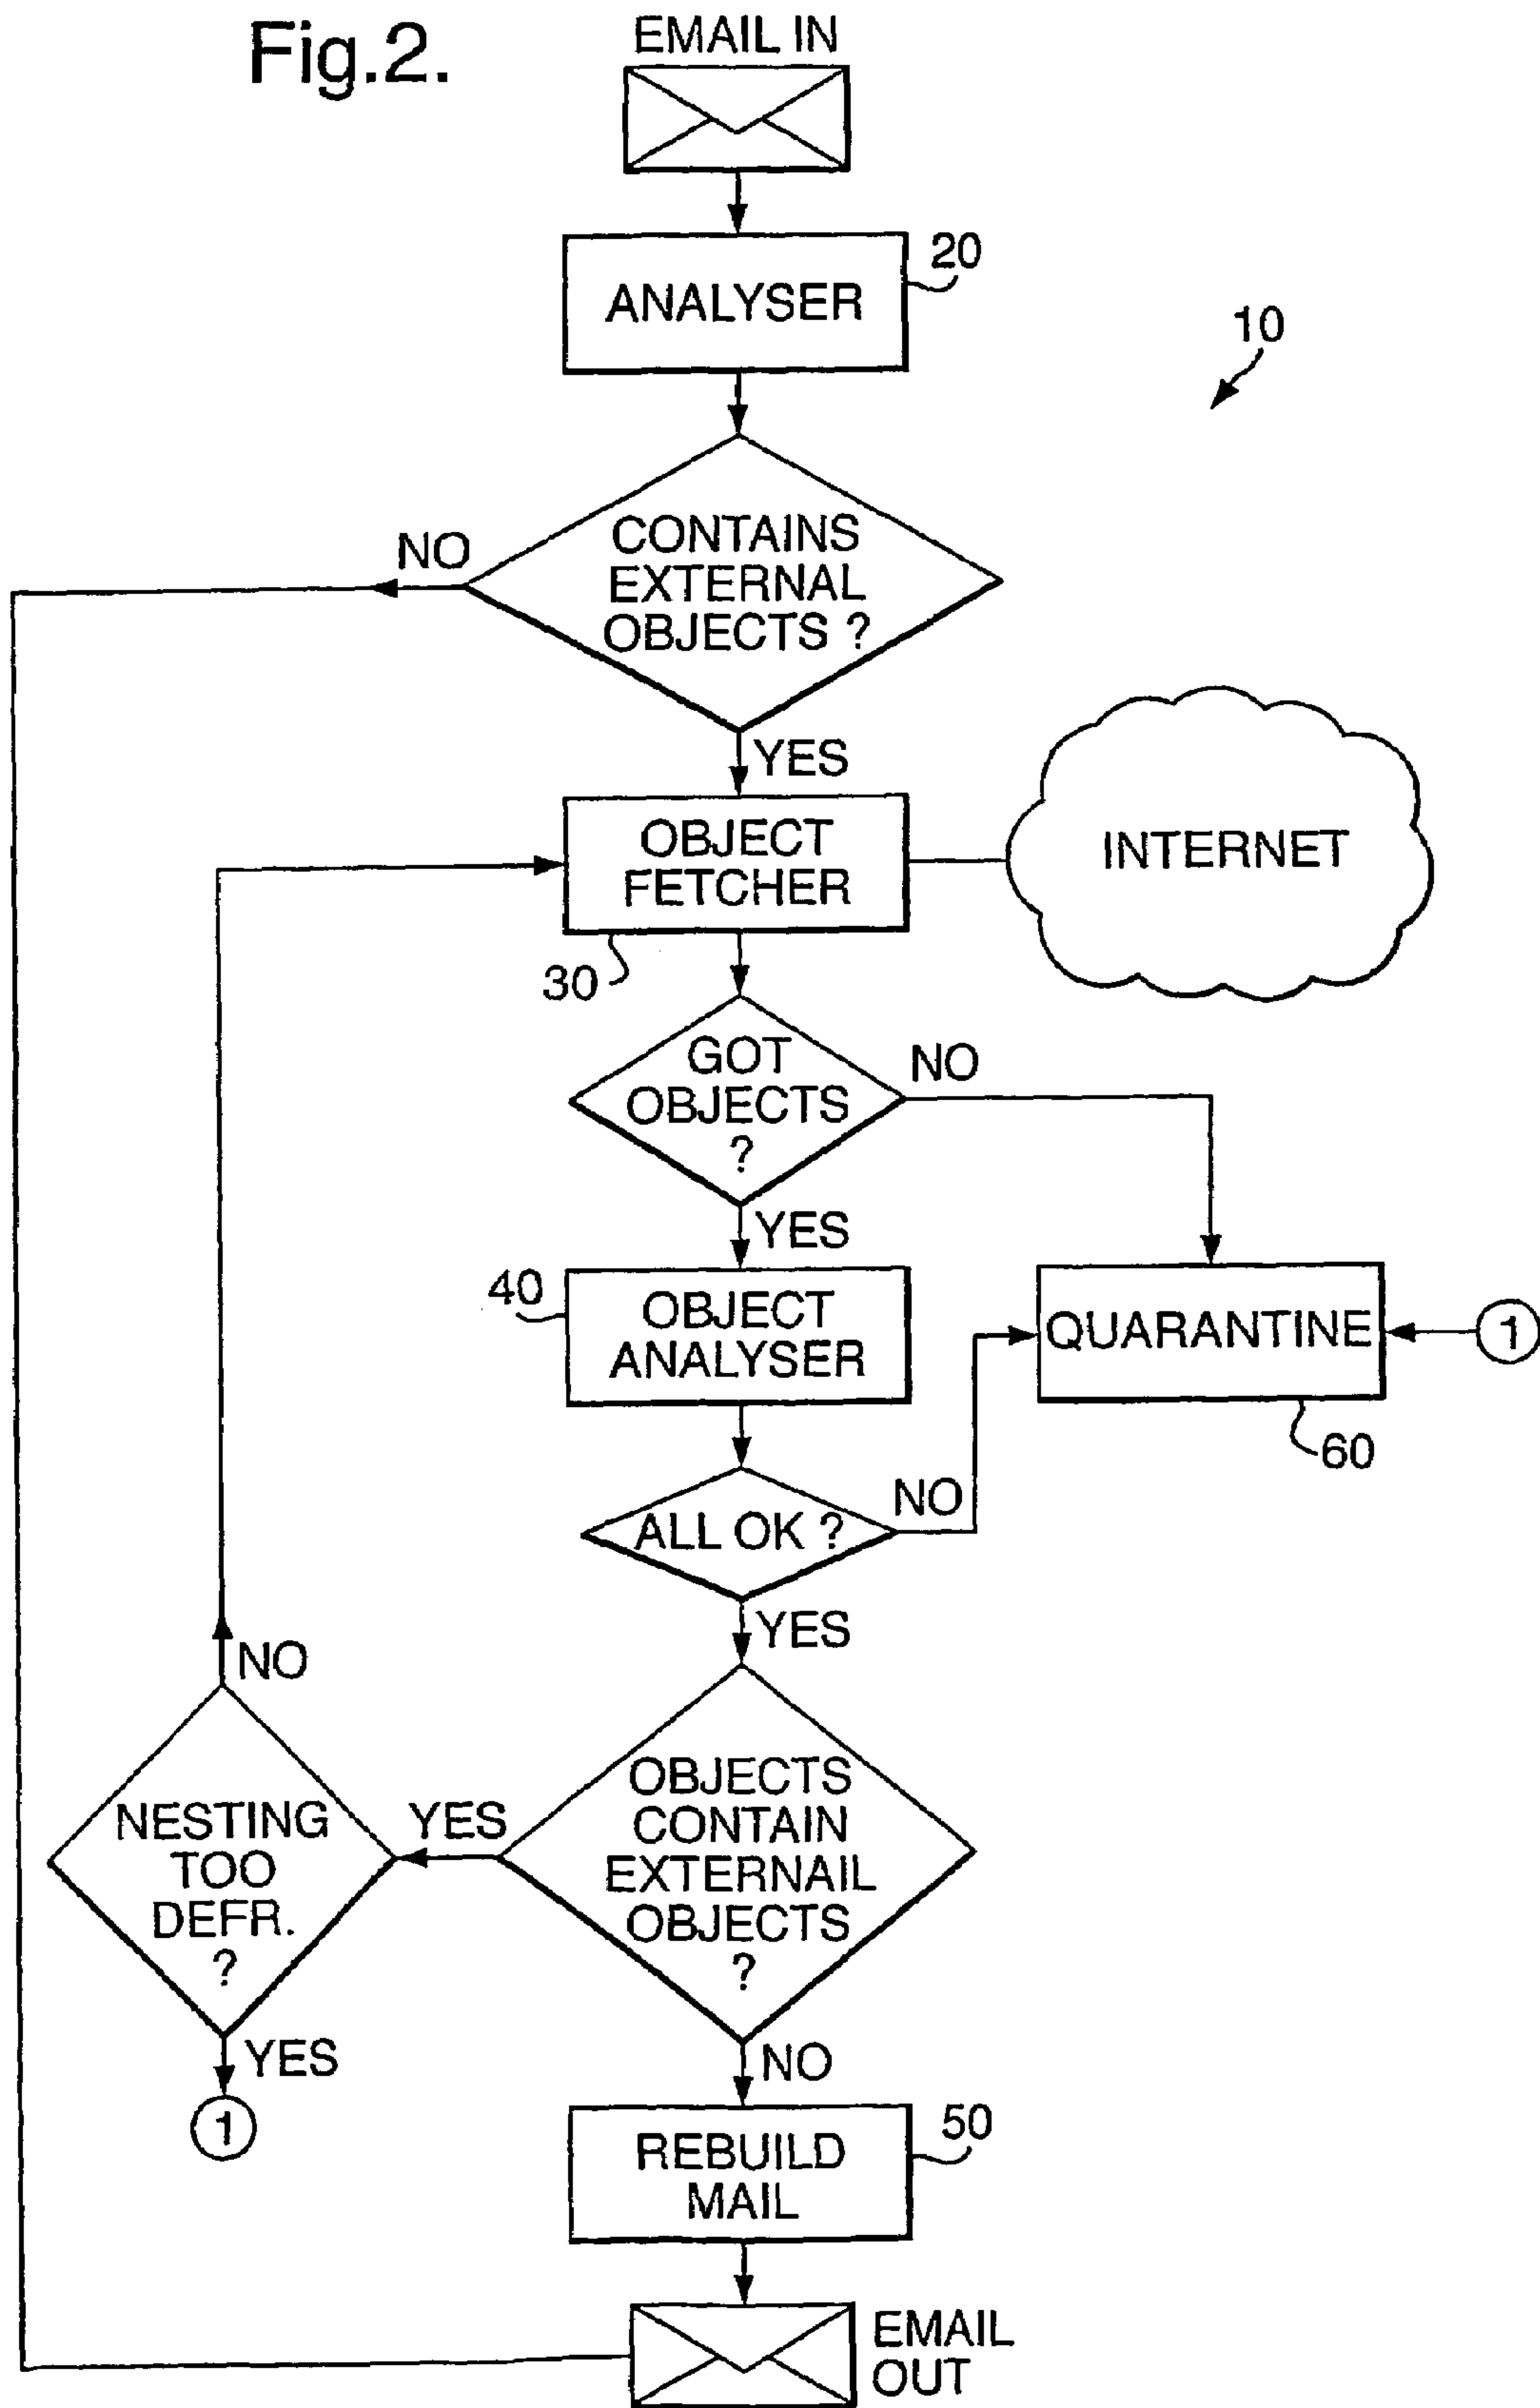 Fig.2.
EMAIL IN
ANALYSER
20
10
CONTAINS
EXTERNAL
OBJECTS ?
NO
YES
OBJECT
FETCHER
30
INTERNET
GOT
OBJECTS
?
NO
YES
40
OBJECT
ANALYSER
QUARANTINE
1
60
ALL OK ?
NO
YES
OBJECTS
CONTAIN
EXTERNAIL
OBJECTS
?
YES
NESTING
TOO
DEFR.
?
NO
YES
1
NO
REBUILD
MAIL
50
EMAIL
OUT